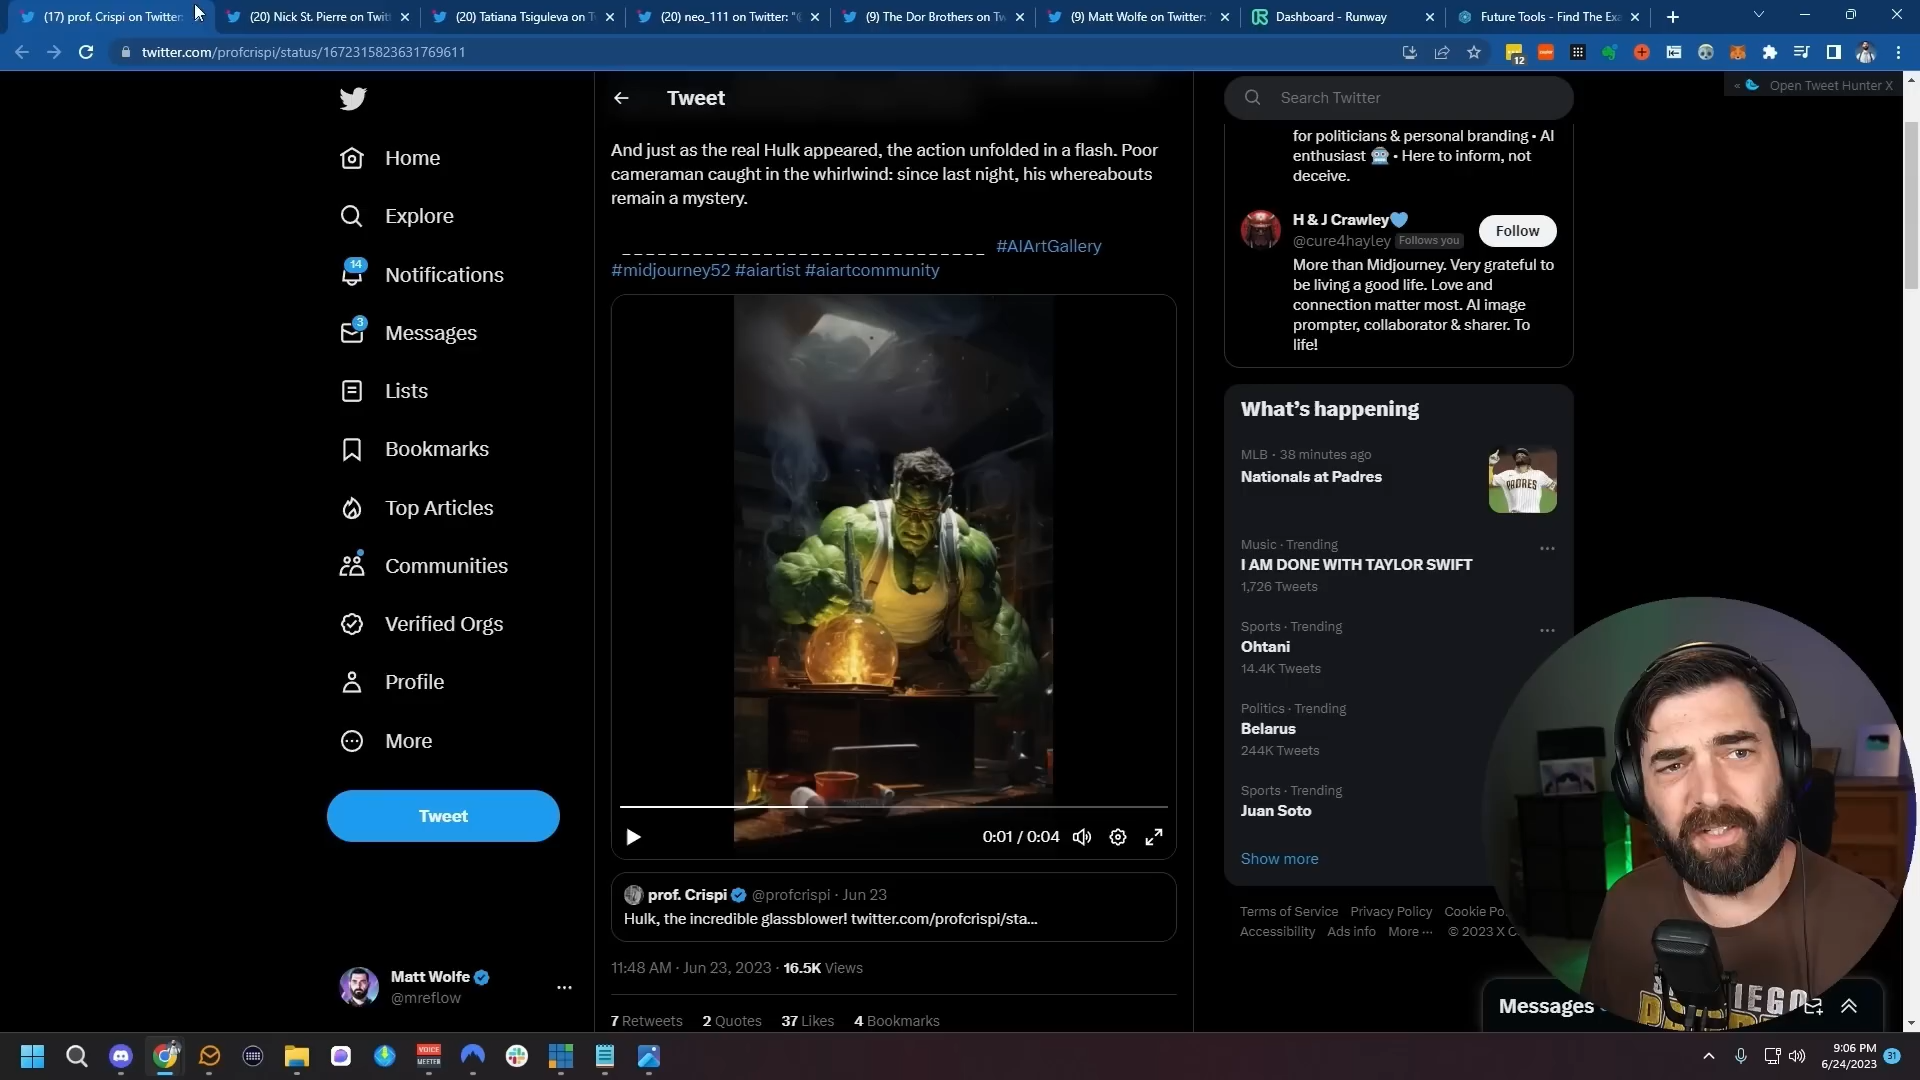 (17) prof. Crispi on Twitter:
(20) Nick St. Pierre on Twit
(20) Tatiana Tsiguleva on T
(20) neo_111 on Twitter: "@
(9) The Dor Brothers on Tw
(9) Matt Wolfe on Twitter: "
Dashboard - Runway
Future Tools - Find The Exa
twitter.com/profcrispi/status/1672315823631769611
12
Open Tweet Hunter X
Home
Explore
14
Notifications
3
Messages
Lists
Bookmarks
Top Articles
Communities
Verified Orgs
Profile
More
Tweet
Matt Wolfe
@mreflow
Tweet
And just as the real Hulk appeared, the action unfolded in a flash. Poor
cameraman caught in the whirlwind: since last night, his whereabouts
remain a mystery.
_ _ _ _ _ _ _ _ _ _ _ _ _ _ _ _ _ _ _ _ _ _ _ _ _ _ _ _ _ _ #AIArtGallery
#midjourney52 #aiartist #aiartcommunity
0:01 / 0:04
prof. Crispi @profcrispi · Jun 23
Hulk, the incredible glassblower! twitter.com/profcrispi/sta...
11:48 AM · Jun 23, 2023 · 16.5K Views
7 Retweets 2 Quotes 37 Likes 4 Bookmarks
Search Twitter
for politicians & personal branding • AI
enthusiast 🤖 • Here to inform, not
deceive.
H & J Crawley💙
@cure4hayley Follows you
Follow
More than Midjourney. Very grateful to
be living a good life. Love and
connection matter most. AI image
prompter, collaborator & sharer. To
life!
What's happening
MLB · 38 minutes ago
Nationals at Padres
PADRES
Music · Trending
I AM DONE WITH TAYLOR SWIFT
1,726 Tweets
Sports · Trending
Ohtani
14.4K Tweets
Politics · Trending
Belarus
244K Tweets
Sports · Trending
Juan Soto
Show more
Terms of Service Privacy Policy Cookie Po
Accessibility Ads info More ··· © 2023 X C
Messages
VOICE
MEETER
9:06 PM
6/24/2023
31